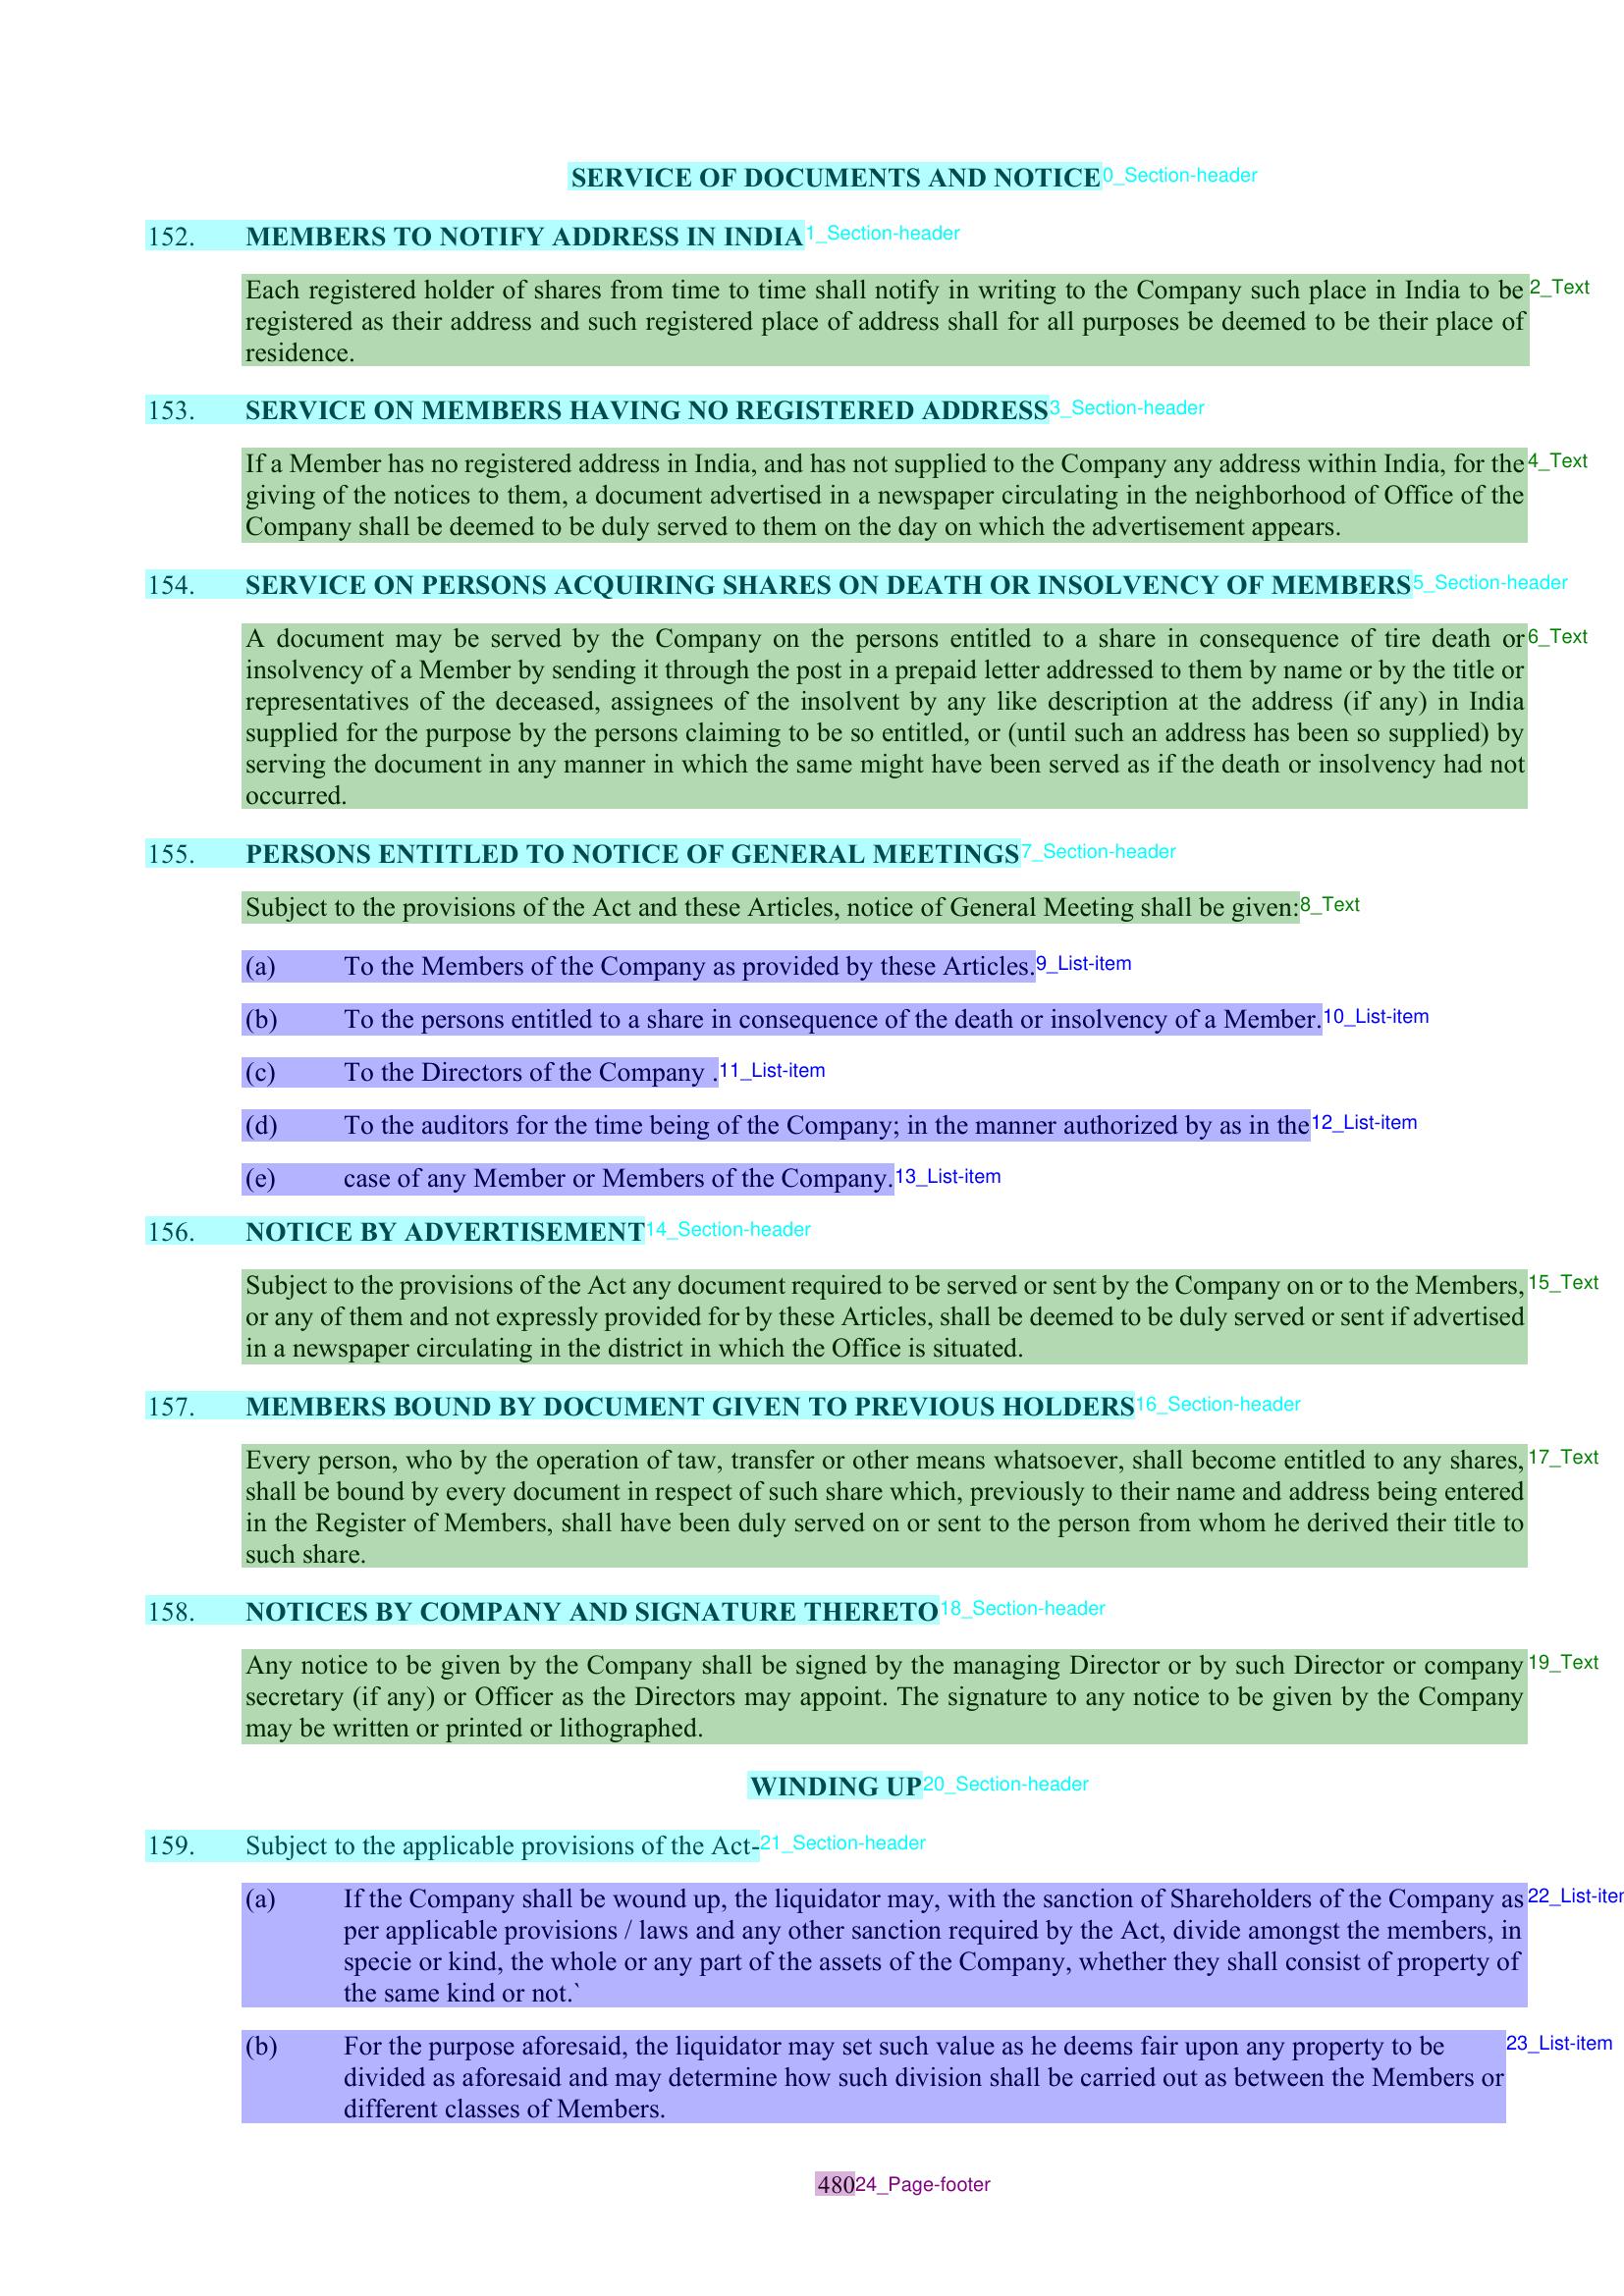 SERVICE OF DOCUMENTS AND NOTICE0_Section-header
152. MEMBERS TO NOTIFY ADDRESS IN INDIA1_Section-header
Each registered holder of shares from time to time shall notify in writing to the Company such place in India to be2_Text
registered as their address and such registered place of address shall for all purposes be deemed to be their place of
residence.
153. SERVICE ON MEMBERS HAVING NO REGISTERED ADDRESS3_Section-header
If a Member has no registered address in India, and has not supplied to the Company any address within India, for the4_Text
giving of the notices to them, a document advertised in a newspaper circulating in the neighborhood of Office of the
Company shall be deemed to be duly served to them on the day on which the advertisement appears.
154. SERVICE ON PERSONS ACQUIRING SHARES ON DEATH OR INSOLVENCY OF MEMBERS5_Section-header
A document may be served by the Company on the persons entitled to a share in consequence of tire death or6_Text
insolvency of a Member by sending it through the post in a prepaid letter addressed to them by name or by the title or
representatives of the deceased, assignees of the insolvent by any like description at the address (if any) in India
supplied for the purpose by the persons claiming to be so entitled, or (until such an address has been so supplied) by
serving the document in any manner in which the same might have been served as if the death or insolvency had not
occurred.
155. PERSONS ENTITLED TO NOTICE OF GENERAL MEETINGS7_Section-header
Subject to the provisions of the Act and these Articles, notice of General Meeting shall be given:8_Text
(a) To the Members of the Company as provided by these Articles.9_List-item
(b) To the persons entitled to a share in consequence of the death or insolvency of a Member.10_List-item
(c) To the Directors of the Company .11_List-item
(d) To the auditors for the time being of the Company; in the manner authorized by as in the12_List-item
(e) case of any Member or Members of the Company.13_List-item
156. NOTICE BY ADVERTISEMENT14_Section-header
Subject to the provisions of the Act any document required to be served or sent by the Company on or to the Members,15_Text
or any of them and not expressly provided for by these Articles, shall be deemed to be duly served or sent if advertised
in a newspaper circulating in the district in which the Office is situated.
157. MEMBERS BOUND BY DOCUMENT GIVEN TO PREVIOUS HOLDERS16_Section-header
Every person, who by the operation of taw, transfer or other means whatsoever, shall become entitled to any shares,17_Text
shall be bound by every document in respect of such share which, previously to their name and address being entered
in the Register of Members, shall have been duly served on or sent to the person from whom he derived their title to
such share.
158. NOTICES BY COMPANY AND SIGNATURE THERETO18_Section-header
Any notice to be given by the Company shall be signed by the managing Director or by such Director or company19_Text
secretary (if any) or Officer as the Directors may appoint. The signature to any notice to be given by the Company
may be written or printed or lithographed.
WINDING UP20_Section-header
159. Subject to the applicable provisions of the Act-21_Section-header
(a) If the Company shall be wound up, the liquidator may, with the sanction of Shareholders of the Company as22_List-iter
per applicable provisions / laws and any other sanction required by the Act, divide amongst the members, in
specie or kind, the whole or any part of the assets of the Company, whether they shall consist of property of
the same kind or not.`
(b) For the purpose aforesaid, the liquidator may set such value as he deems fair upon any property to be23_List-item
divided as aforesaid and may determine how such division shall be carried out as between the Members or
different classes of Members.
48024_Page-footer